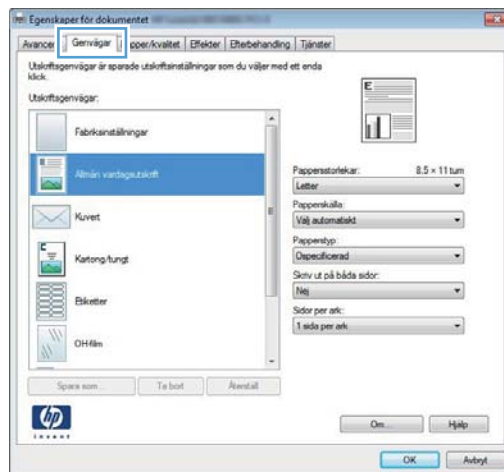 Egenskaper för dokumentet
Avancer Genvägar pper/kvalitet Effekter Efterbehandling Tjänster
Utskriftsgenvägar är sparade utskriftsinställningar som du väljer med ett enda
klick.
Utskriftsgenvägar:
Fabriksinställningar
Allmän vardagsutskrift
Kuvert
Kartong/tungt
Etiketter
OH-film
Pappersstorlekar: 8.5 × 11 tum
Letter
Papperskälla:
Välj automatiskt
Papperstyp:
Ospecificerad
Skriv ut på båda sidor:
Nej
Sidor per ark:
1 sida per ark
Spara som... Ta bort Återställ
hp
invent
Om... Hjälp
OK Avbryt